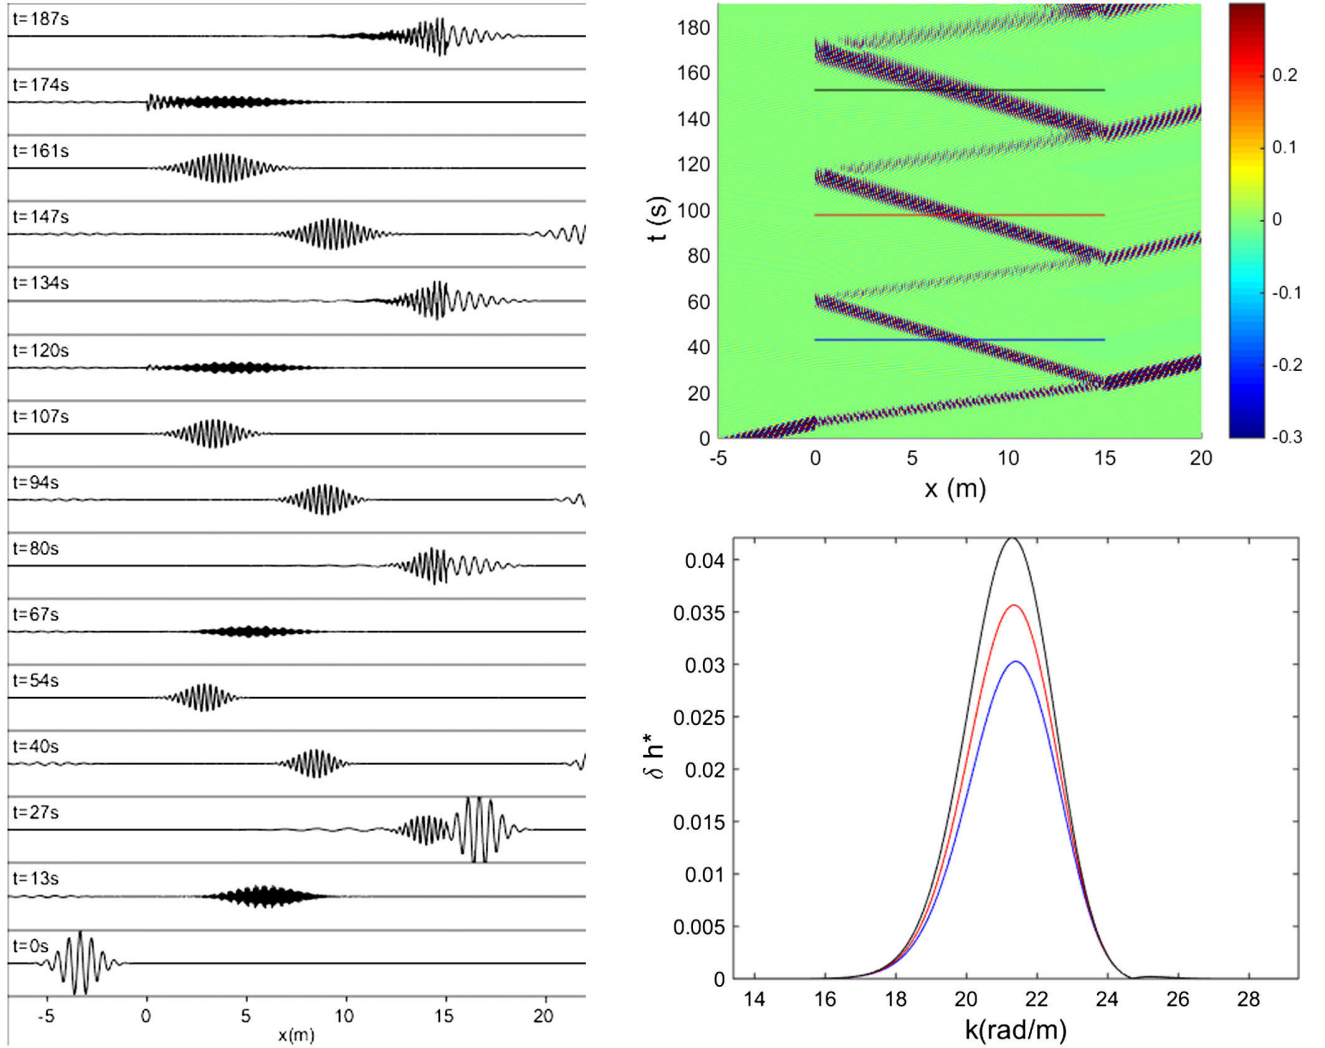 t=187s
t=174s
t=161s
t=147s
t=134s
t=120s
t=107s
t=94s
t=80s
t=67s
t=54s
t=40s
t=27s
t=13s
t=0s
-5 0 5 10 15 20
x(m)
180
160
140
120
100
80
60
40
20
0
t (s)
-5 0 5 10 15 20
x (m)
0.2
0.1
0
-0.1
-0.2
-0.3
0.04
0.035
0.03
0.025
0.02
0.015
0.01
0.005
0
δ h*
14 16 18 20 22 24 26 28
k(rad/m)